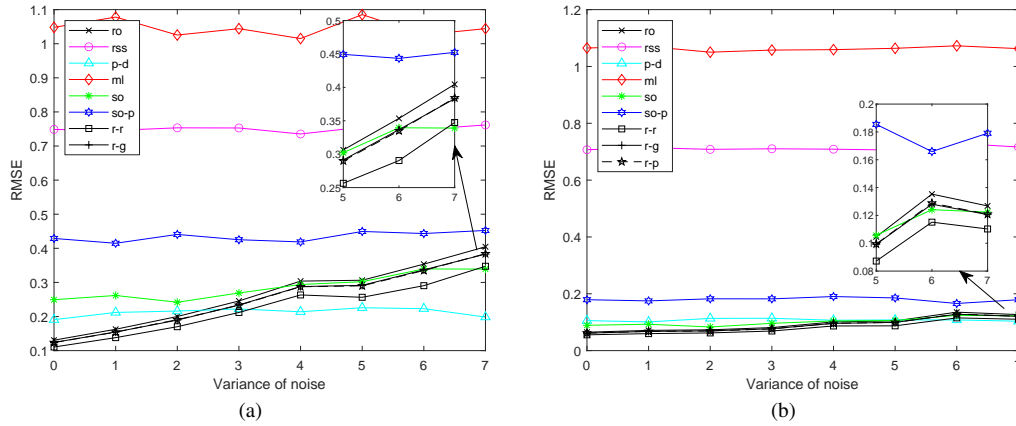 1.1
1
0.9
0.8
0.7
0.6
0.5
0.4
0.3
0.2
0.1
RMSE
ro
rss
p-d
ml
so
so-p
r-r
r-g
0.5
0.45
0.4
0.35
0.3
0.25
5 6 7
0 1 2 3 4 5 6 7
Variance of noise
(a)
1.2
1
0.8
0.6
0.4
0.2
0
RMSE
ro
rss
p-d
ml
so
so-p
r-r
r-g
r-p
0.2
0.18
0.16
0.14
0.12
0.1
0.08
5 6 7
0 1 2 3 4 5 6 7
Variance of noise
(b)